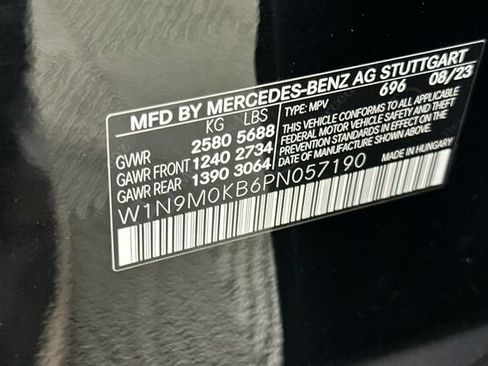 MFD BY MERCEDES-BENZ AG STUTTGART
KG LBS 696 08/23
GVWR 2580 5688 TYPE: MPV
GAWR FRONT 1240 2734 THIS VEHICLE CONFORMS TO ALL APPLICABLE
GAWR REAR 1390 3064 FEDERAL MOTOR VEHICLE SAFETY AND THEFT
PREVENTION STANDARDS IN EFFECT ON THE
DATE OF MANUFACTURE SHOWN ABOVE.
W1N9M0KB6PN057190 MADE IN HUNGARY